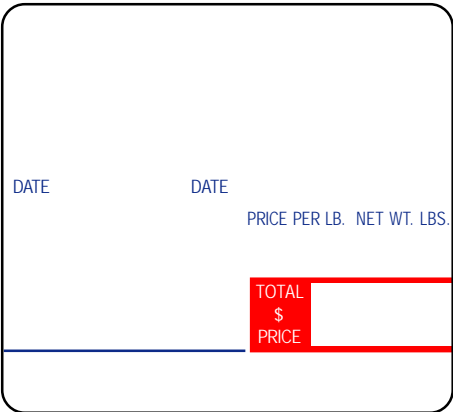 DATE DATE
PRICE PER LB. NET WT. LBS.
TOTAL
$
PRICE